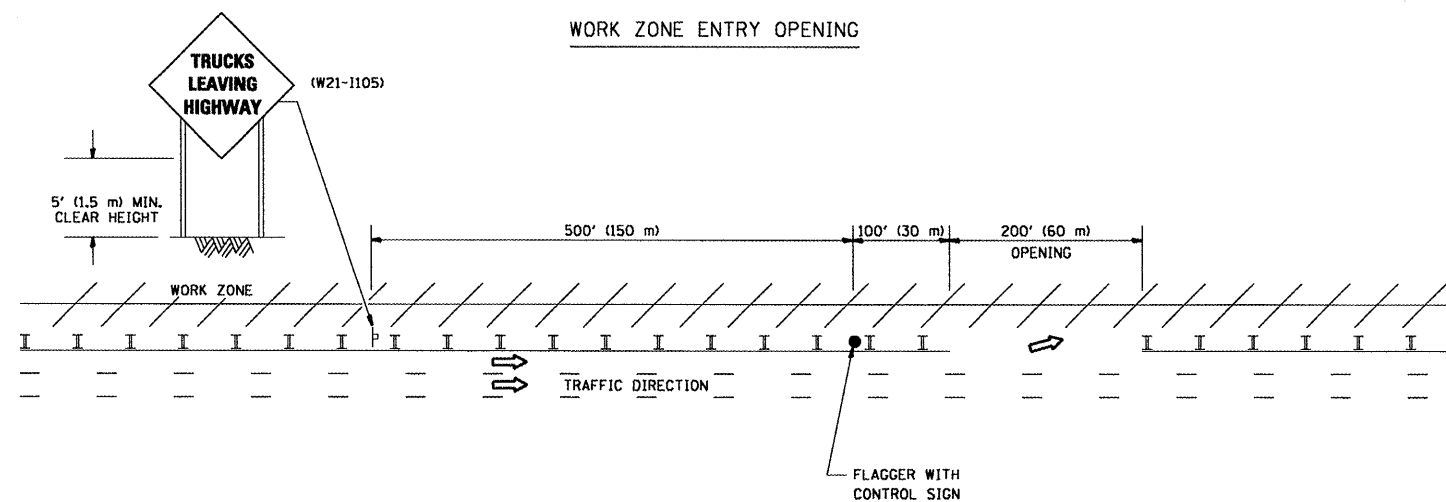 WORK ZONE ENTRY OPENING
TRUCKS
LEAVING
HIGHWAY
(W21-I105)
5' (1.5 m) MIN.
CLEAR HEIGHT
500' (150 m)
100' (30 m)
200' (60 m)
OPENING
WORK ZONE
TRAFFIC DIRECTION
FLAGGER WITH
CONTROL SIGN